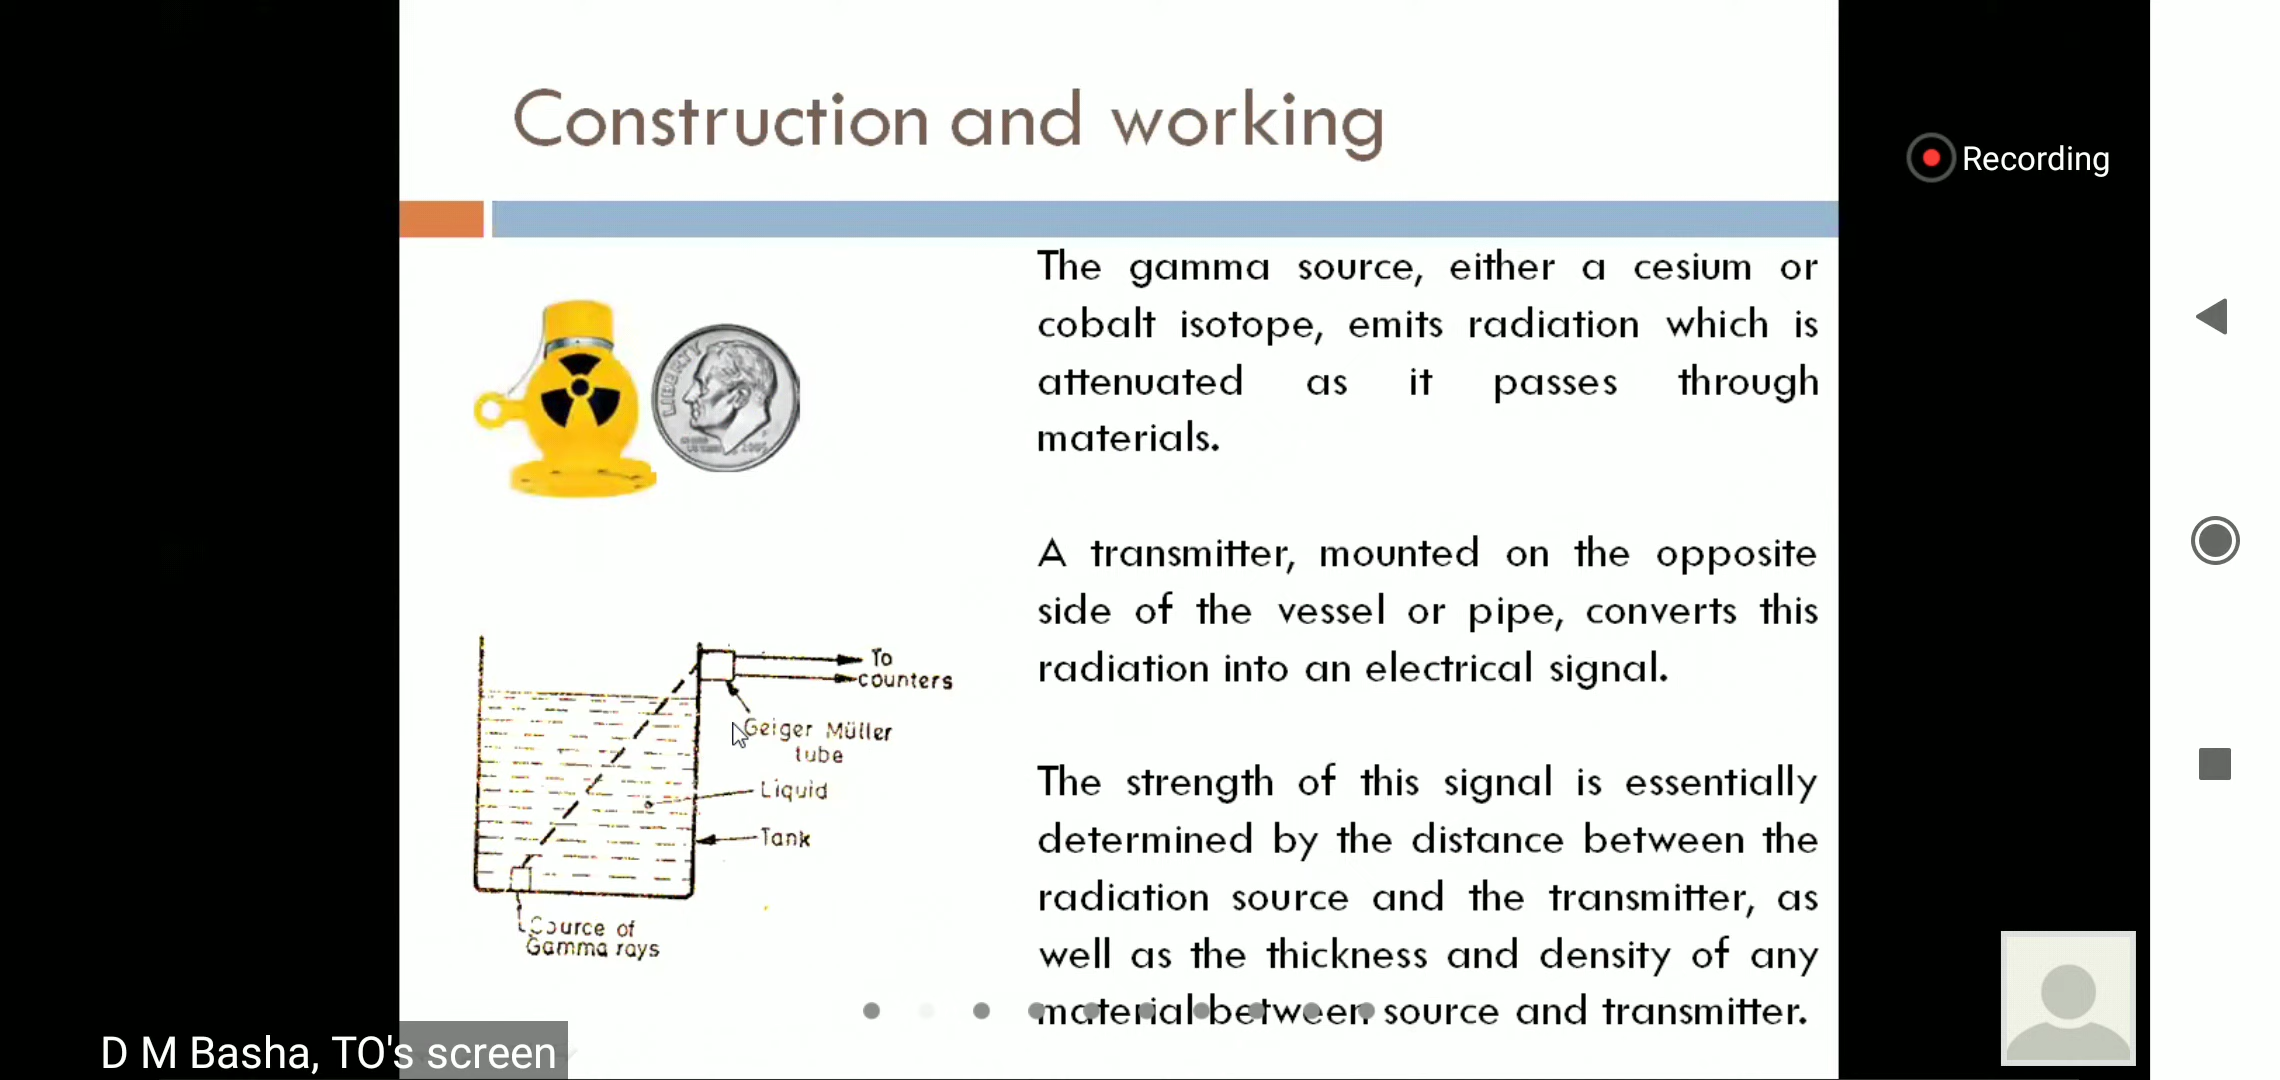 Construction and working
Recording
The gamma source, either a cesium or
cobalt isotope, emits radiation which is
attenuated as it passes through
materials.
LIBERTY
A transmitter, mounted on the opposite
side of the vessel or pipe, converts this
radiation into an electrical signal.
To
counters
Geiger Müller
tube
Liquid
Tank
Source of
Gamma rays
The strength of this signal is essentially
determined by the distance between the
radiation source and the transmitter, as
well as the thickness and density of any
material between source and transmitter.
D M Basha, TO's screen